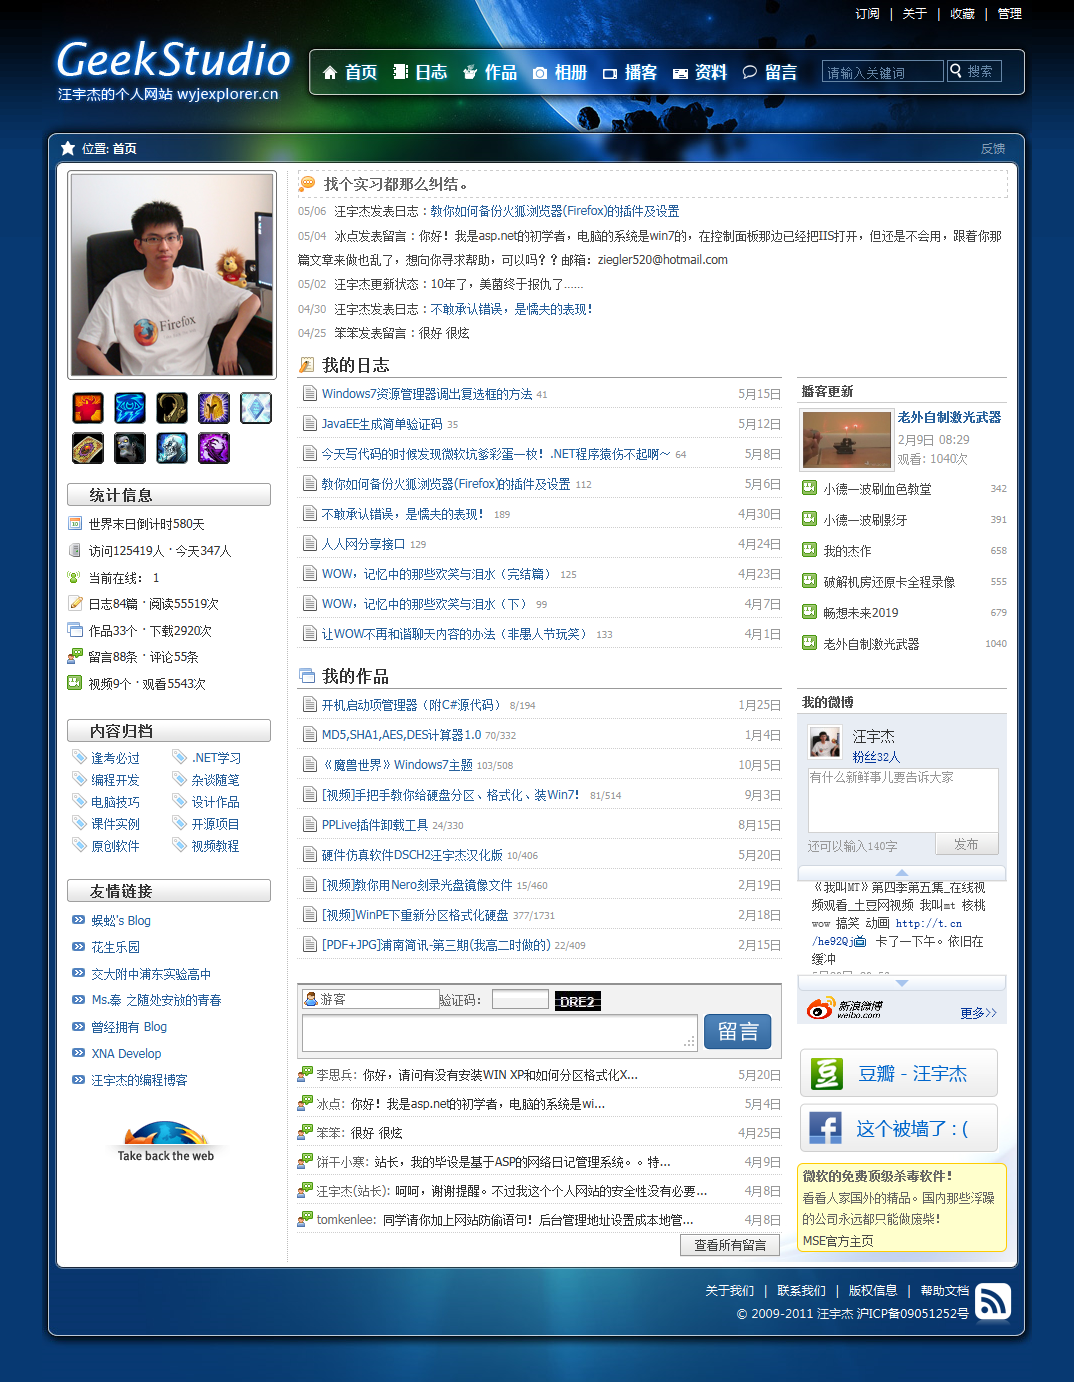 订阅 | 关于 | 收藏 | 管理
GeekStudio
汪宇杰的个人网站 wyjexplorer.cn
首页 日志 作品 相册 播客 资料 留言 请输入关键词 搜索
位置: 首页 反馈
Firefox
统计信息
世界末日倒计时580天
访问125419人 · 今天347人
当前在线： 1
日志84篇 · 阅读55519次
作品33个 · 下载2920次
留言88条 · 评论55条
视频9个 · 观看5543次
内容归档
逢考必过 .NET学习
编程开发 杂谈随笔
电脑技巧 设计作品
课件实例 开源项目
原创软件 视频教程
友情链接
蜈蚣's Blog
花生乐园
交大附中浦东实验高中
Ms.秦 之随处安放的青春
曾经拥有 Blog
XNA Develop
汪宇杰的编程博客
Take back the web
找个实习都那么纠结。
05/06 汪宇杰发表日志：教你如何备份火狐浏览器(Firefox)的插件及设置
05/04 冰点发表留言：你好！我是asp.net的初学者，电脑的系统是win7的，在控制面板那边已经把IIS打开，但还是不会用，跟着你那
篇文章来做也乱了，想向你寻求帮助，可以吗？？邮箱：ziegler520@hotmail.com
05/02 汪宇杰更新状态：10年了，美菌终于报仇了......
04/30 汪宇杰发表日志：不敢承认错误，是懦夫的表现！
04/25 笨笨发表留言：很好 很炫
我的日志
Windows7资源管理器调出复选框的方法 41 5月15日
JavaEE生成简单验证码 35 5月12日
今天写代码的时候发现微软坑爹彩蛋一枚！.NET程序猿伤不起啊～ 64 5月8日
教你如何备份火狐浏览器(Firefox)的插件及设置 112 5月6日
不敢承认错误，是懦夫的表现！ 189 4月30日
人人网分享接口 129 4月24日
WOW，记忆中的那些欢笑与泪水（完结篇） 125 4月23日
WOW，记忆中的那些欢笑与泪水（下） 99 4月7日
让WOW不再和谐聊天内容的办法（非愚人节玩笑） 133 4月1日
我的作品
开机启动项管理器（附C#源代码） 8/194 1月25日
MD5,SHA1,AES,DES计算器1.0 70/332 1月4日
《魔兽世界》Windows7主题 103/508 10月5日
[视频]手把手教你给硬盘分区、格式化、装Win7！ 81/514 9月3日
PPLive插件卸载工具 24/330 8月15日
硬件仿真软件DSCH2汪宇杰汉化版 10/406 5月20日
[视频]教你用Nero刻录光盘镜像文件 15/460 2月19日
[视频]WinPE下重新分区格式化硬盘 377/1731 2月18日
[PDF+JPG]浦南简讯-第三期(我高二时做的) 22/409 2月15日
游客 验证码： DRE2
留言
李思兵：你好，请问有没有安装WIN XP和如何分区格式化X... 5月20日
冰点：你好！我是asp.net的初学者，电脑的系统是wi... 5月4日
笨笨：很好 很炫 4月25日
饼干小寒：站长，我的毕设是基于ASP的网络日记管理系统。。特... 4月9日
汪宇杰(站长)：呵呵，谢谢提醒。不过我这个个人网站的安全性没有必要... 4月8日
tomkenlee：同学请你加上网站防偷语句！后台管理地址设置成本地管... 4月8日
查看所有留言
播客更新
老外自制激光武器
2月9日 08:29
观看: 1040次
小德一波刷血色教堂 342
小德一波刷影牙 391
我的杰作 658
破解机房还原卡全程录像 555
畅想未来2019 679
老外自制激光武器 1040
我的微博
汪宇杰
粉丝32人
有什么新鲜事儿要告诉大家
还可以输入140字 发布
《我叫MT》第四季第五集_在线视
频观看_土豆网视频 我叫mt 核桃
wow 搞笑 动画 http://t.cn
/he92Qj 卡了一下午。依旧在
缓冲
新浪微博
weibo.com 更多>>
豆 豆瓣 - 汪宇杰
f 这个被墙了 : (
微软的免费顶级杀毒软件！
看看人家国外的精品。国内那些浮躁
的公司永远都只能做废柴！
MSE官方主页
关于我们 | 联系我们 | 版权信息 | 帮助文档
© 2009-2011 汪宇杰 沪ICP备09051252号